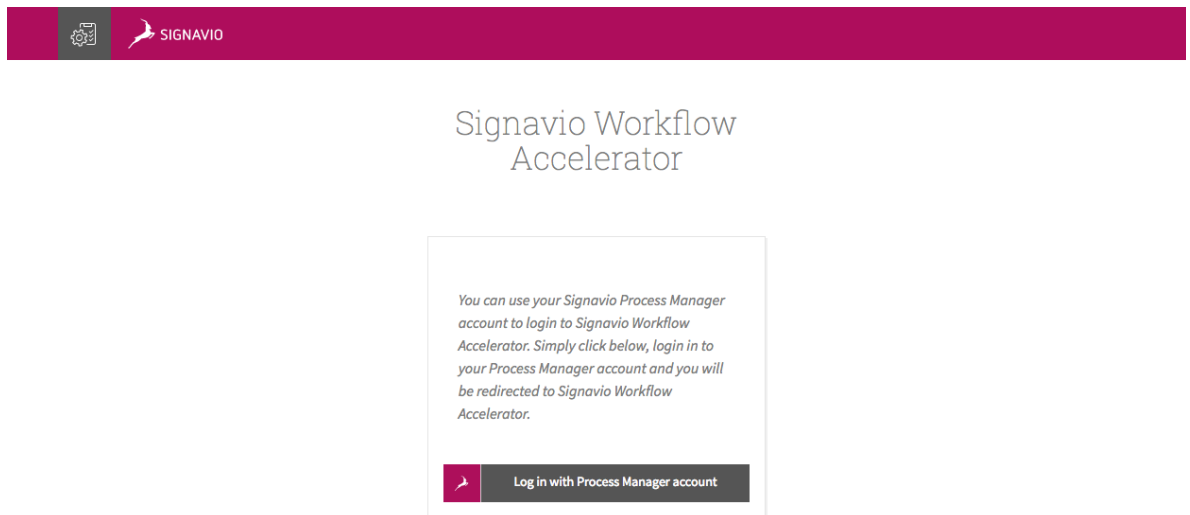 SIGNAVIO
Signavio Workflow
Accelerator
You can use your Signavio Process Manager
account to login to Signavio Workflow
Accelerator. Simply click below, login in to
your Process Manager account and you will
be redirected to Signavio Workflow
Accelerator.
Log in with Process Manager account